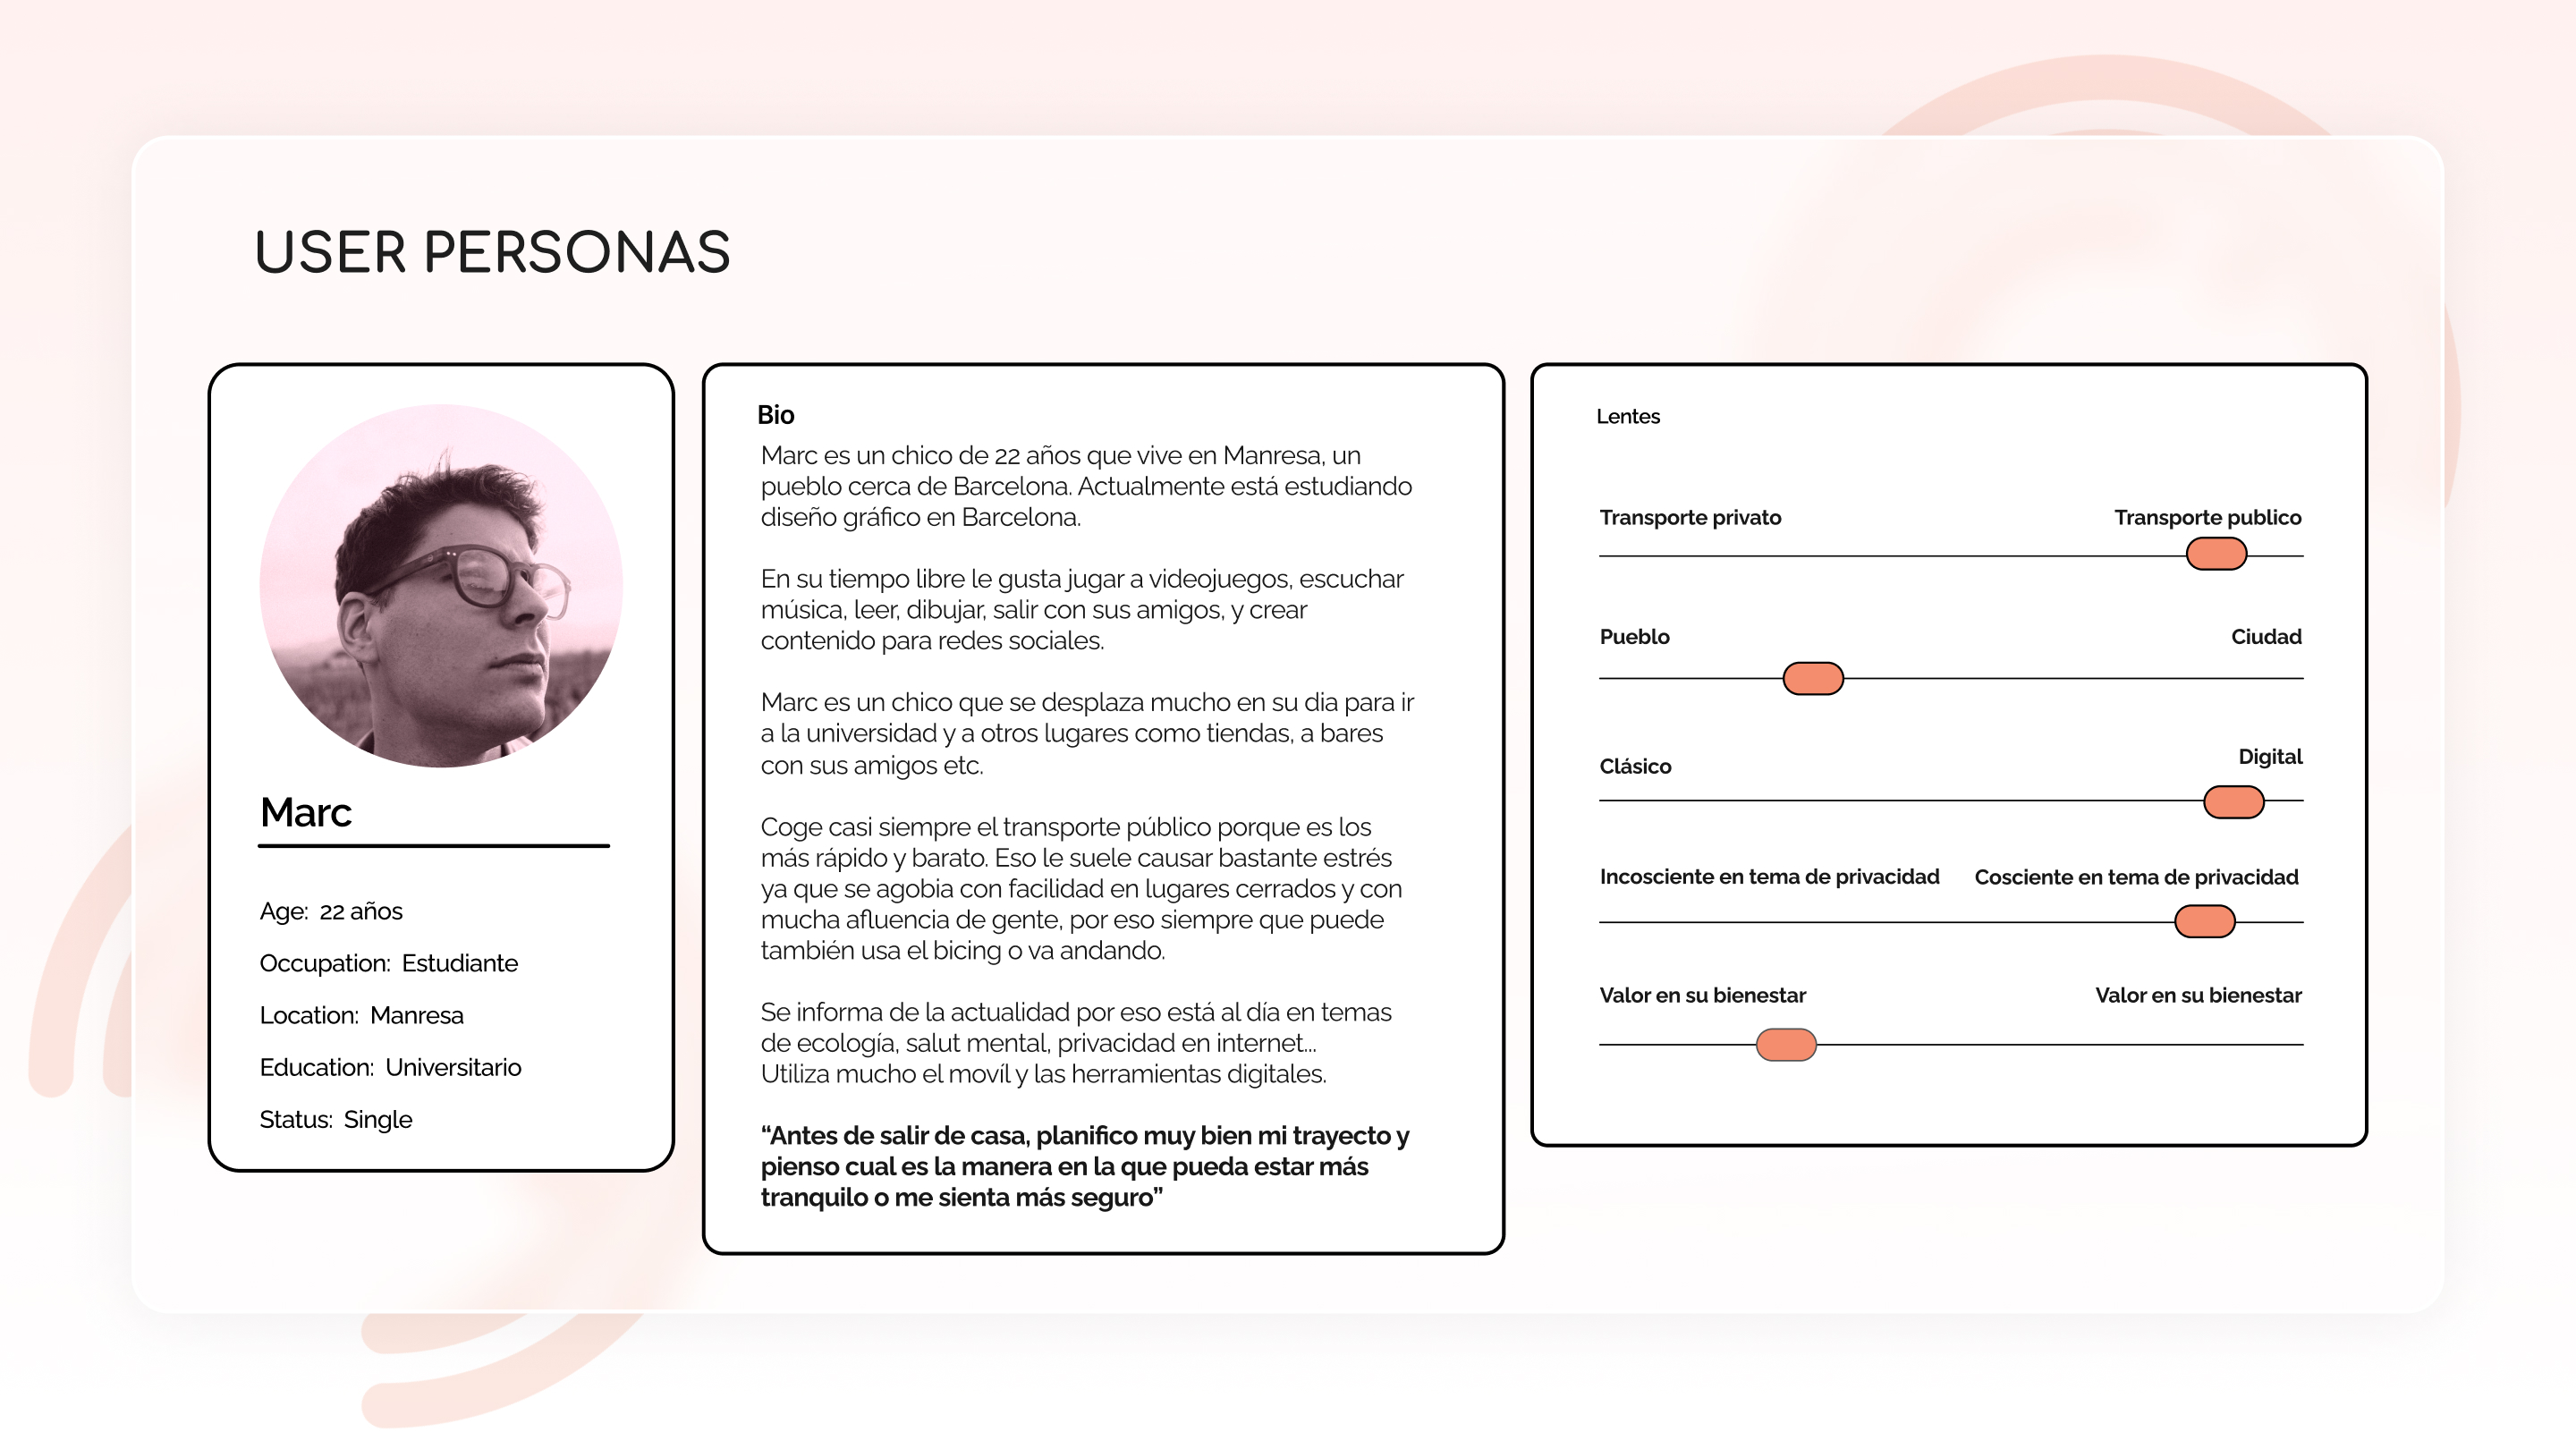 USER PERSONAS
Marc
Age: 22 años
Occupation: Estudiante
Location: Manresa
Education: Universitario
Status: Single
Bio
Marc es un chico de 22 años que vive en Manresa, un
pueblo cerca de Barcelona. Actualmente está estudiando
diseño gráfico en Barcelona.
En su tiempo libre le gusta jugar a videojuegos, escuchar
música, leer, dibujar, salir con sus amigos, y crear
contenido para redes sociales.
Marc es un chico que se desplaza mucho en su dia para ir
a la universidad y a otros lugares como tiendas, a bares
con sus amigos etc.
Coge casi siempre el transporte público porque es los
más rápido y barato. Eso le suele causar bastante estrés
ya que se agobia con facilidad en lugares cerrados y con
mucha afluencia de gente, por eso siempre que puede
también usa el bicing o va andando.
Se informa de la actualidad por eso está al día en temas
de ecología, salut mental, privacidad en internet...
Utiliza mucho el movíl y las herramientas digitales.
“Antes de salir de casa, planifico muy bien mi trayecto y
pienso cual es la manera en la que pueda estar más
tranquilo o me sienta más seguro”
Lentes
Transporte privato Transporte publico
Pueblo Ciudad
Clásico Digital
Incosciente en tema de privacidad Cosciente en tema de privacidad
Valor en su bienestar Valor en su bienestar